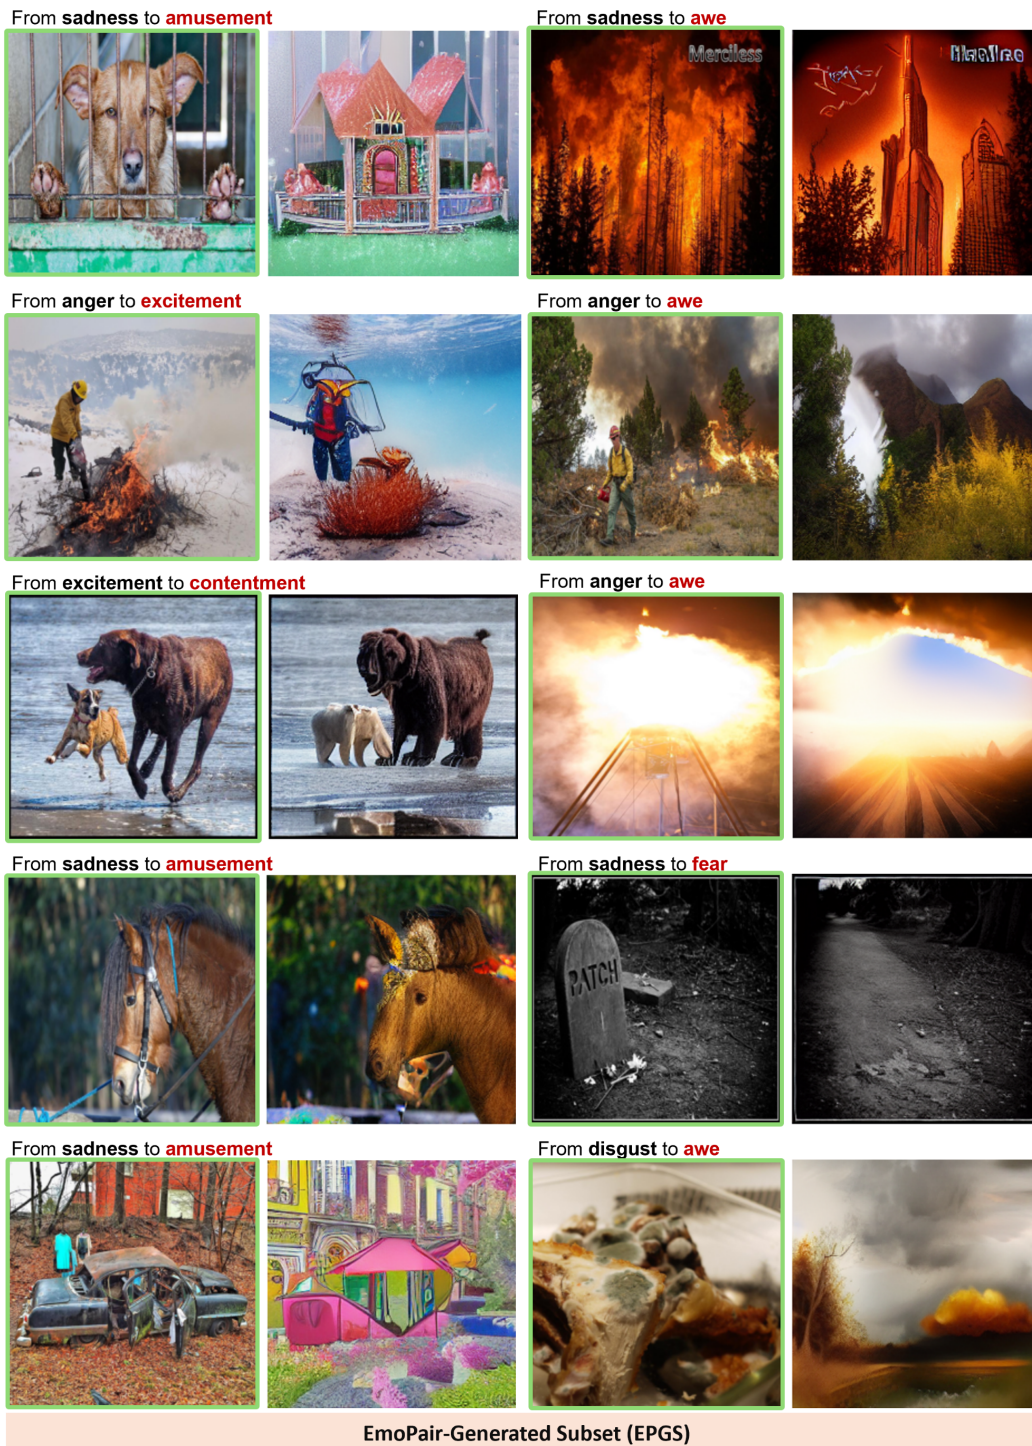 From sadness to amusement
From sadness to awe
Merciless
From anger to excitement
From anger to awe
From excitement to contentment
From anger to awe
From sadness to amusement
From sadness to fear
PATCH
From sadness to amusement
From disgust to awe
EmoPair-Generated Subset (EPGS)